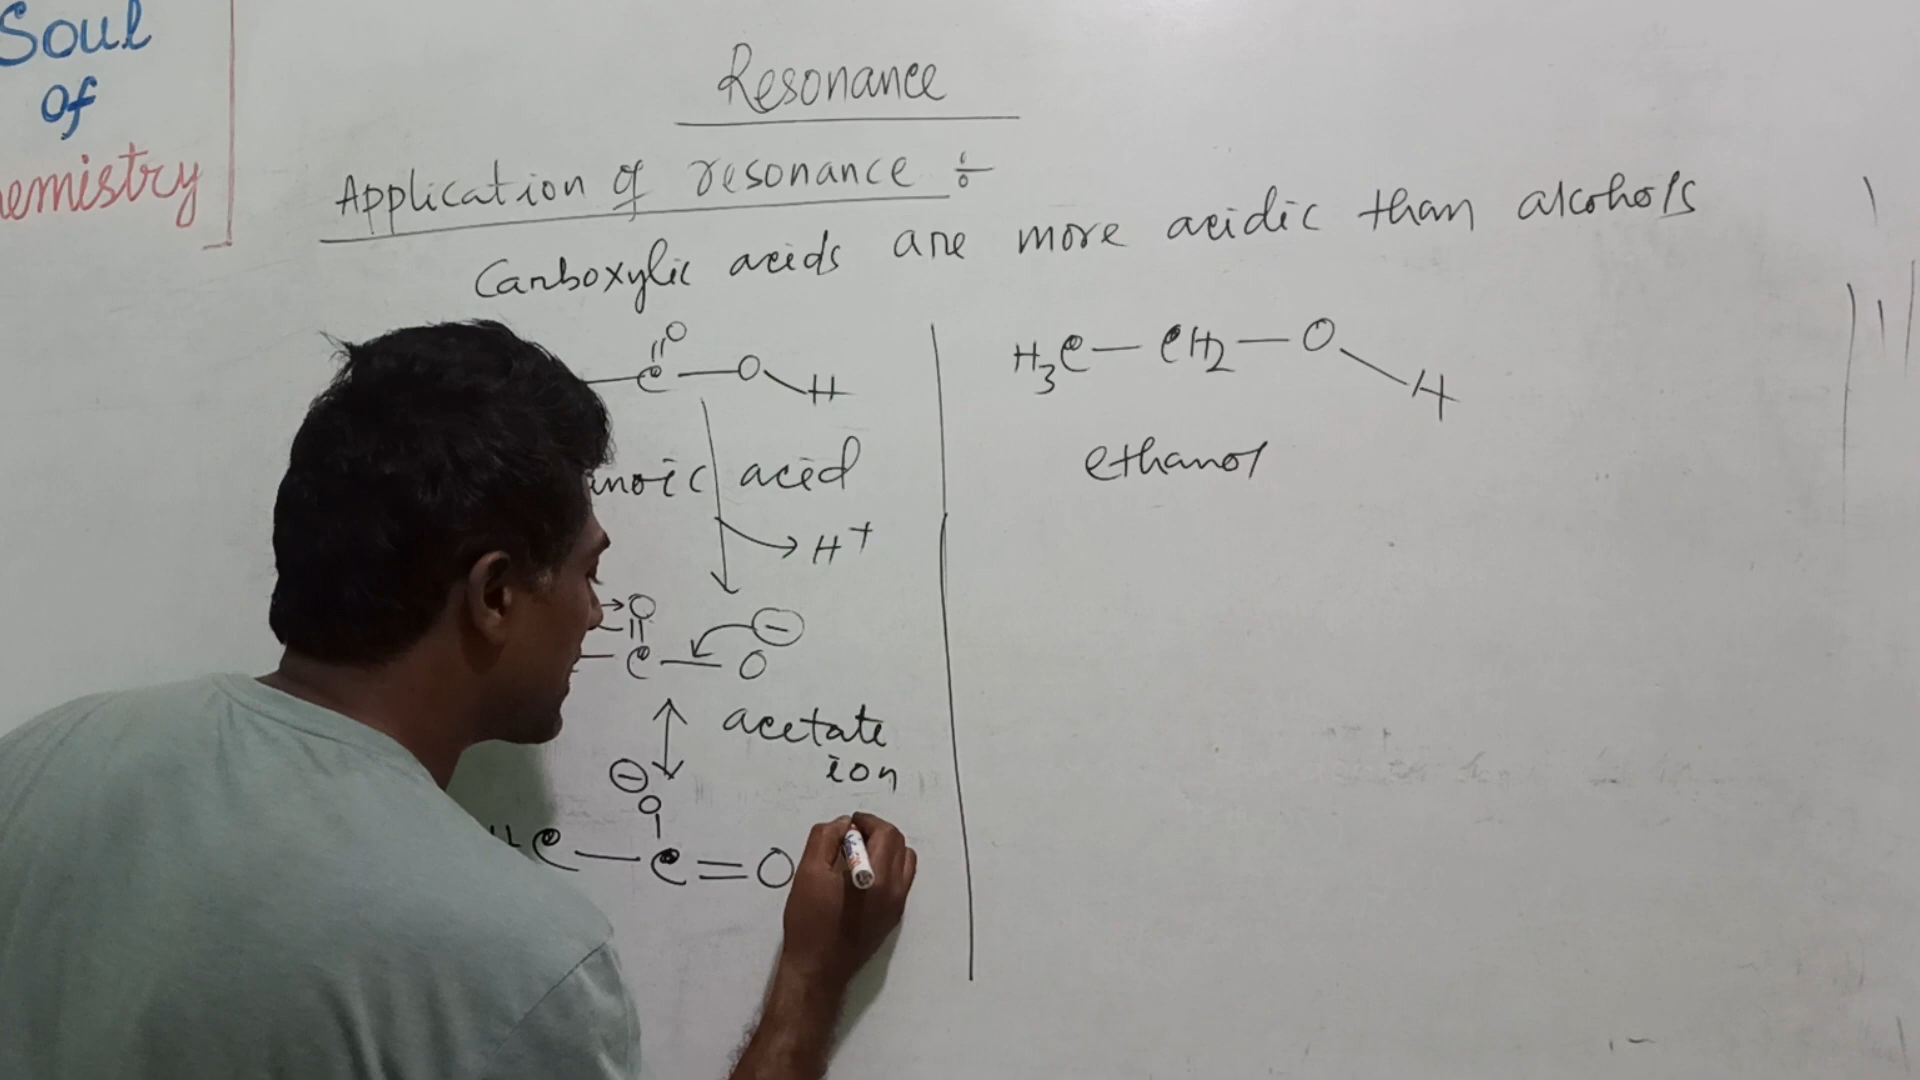 Soul
of
emistry
Resonance
Application of resonance ÷
Carboxylic acids are more acidic than alcohols
O
C — O H
H₃C — CH₂ — O H
anoic acid
ethanol
H⁺
O ⊖
C — O
acetate
ion
⊖
O
C — C = O